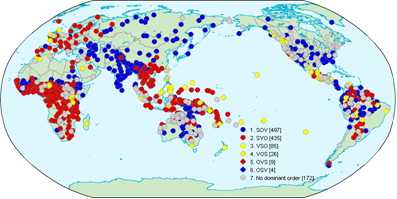 1. SOV [497]
2. SVO [435]
3. VSO [85]
4. VOS [26]
5. OVS [9]
6. OSV [4]
7. No dominant order [172]